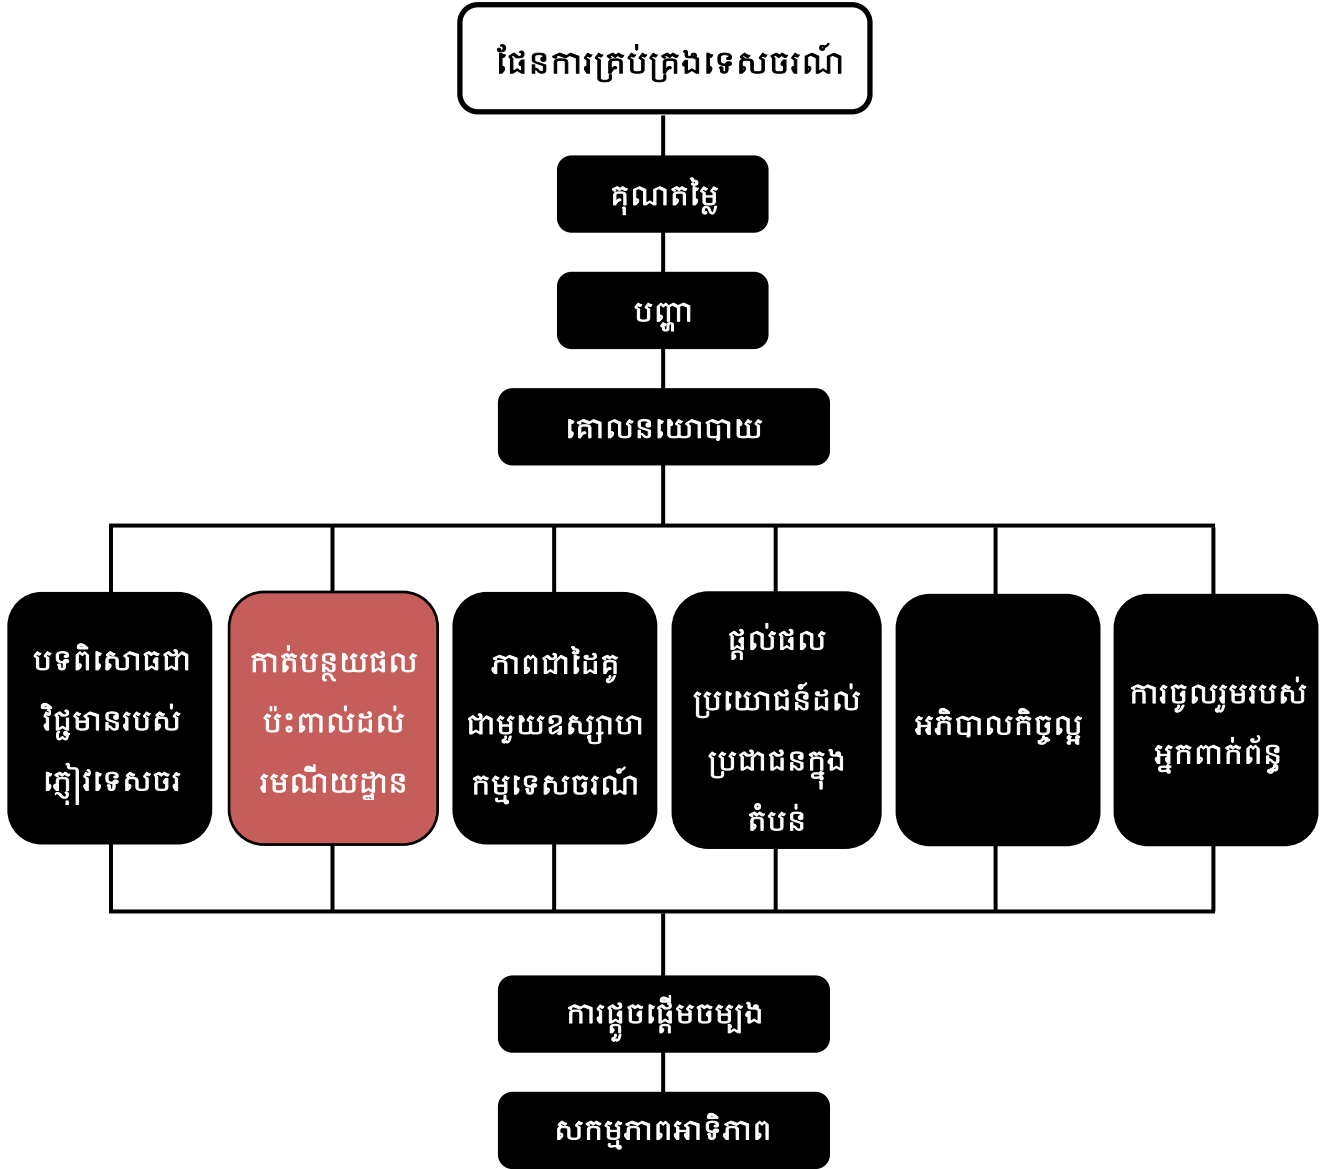 ផែនការគ្រប់គ្រងទេសចរណ៍
គុណតម្លៃ
បញ្ហា
គោលនយោបាយ
បទពិសោធជា
វិជ្ជមានរបស់
ភ្ញៀវទេសចរ
កាត់បន្ថយផល
ប៉ះពាល់ដល់
រមណីយដ្ឋាន
ភាពជាដៃគូ
ជាមួយឧស្សាហ
កម្មទេសចរណ៍
ផ្តល់ផល
ប្រយោជន៍ដល់
ប្រជាជនក្នុង
តំបន់
អភិបាលកិច្ចល្អ
ការចូលរួមរបស់
អ្នកពាក់ព័ន្ធ
ការផ្តួចផ្តើមចម្បង
សកម្មភាពអាទិភាព